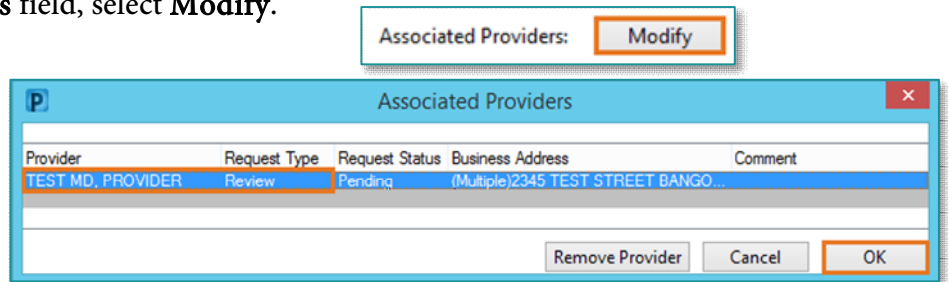 s field, select Modify.
Associated Providers: Modify
P Associated Providers ×
Provider Request Type Request Status Business Address Comment
TEST MD, PROVIDER Review Pending (Multiple)2345 TEST STREET BANGO...
Remove Provider Cancel OK